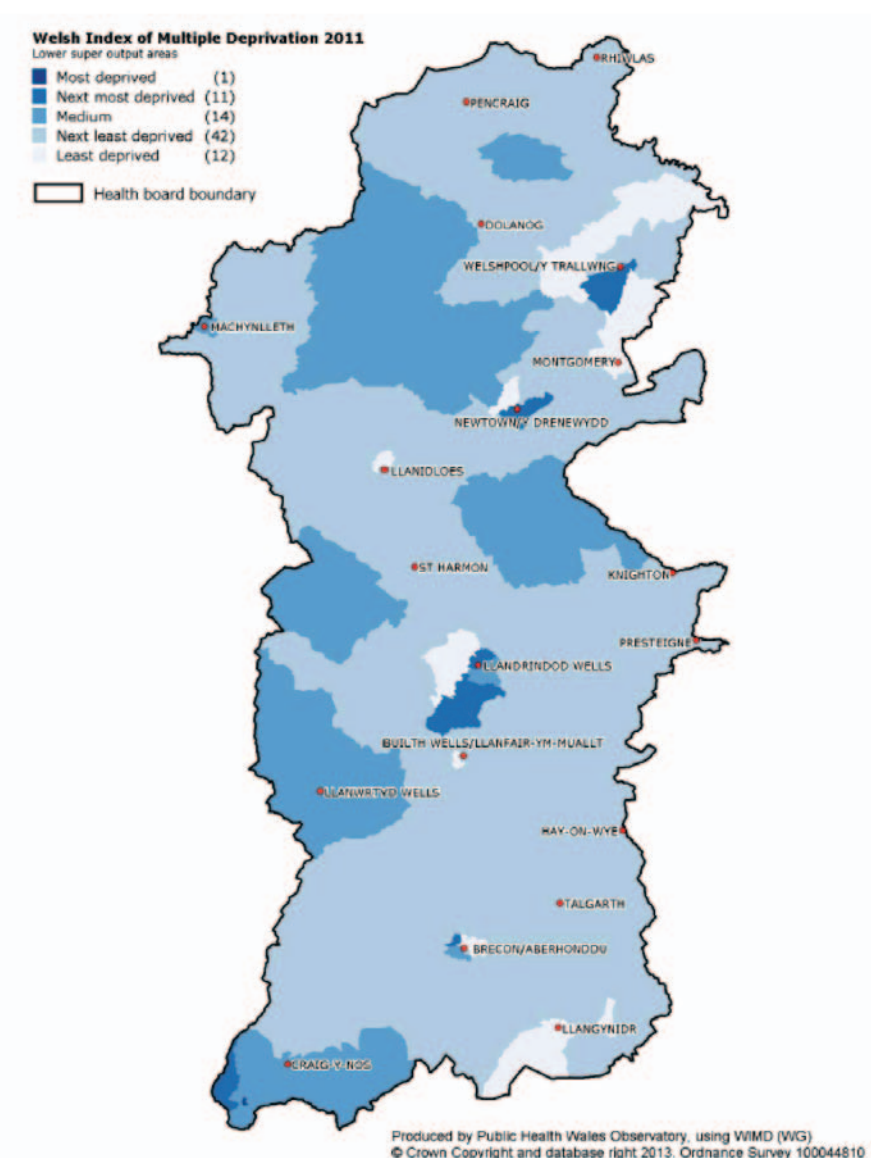 Welsh Index of Multiple Deprivation 2011
Lower super output areas
Most deprived (1)
Next most deprived (11)
Medium (14)
Next least deprived (42)
Least deprived (12)
Health board boundary
RHIWLAS
PENCRAIG
DOLANOG
WELSHPOOL/Y TRALLWNG
MACHYNLLETH
MONTGOMERY
NEWTOWN/Y DRENEWYDD
LLANIDLOES
ST HARMON
KNIGHTON
PRESTEIGNE
LLANDRINDOD WELLS
BUILTH WELLS/LLANFAIR-YM-MUALLT
LLANWRTYD WELLS
HAY-ON-WYE
TALGARTH
BRECON/ABERHONDDU
LLANGYNIDR
CRAIG-Y-NOS
Produced by Public Health Wales Observatory, using WIMD (WG)
© Crown Copyright and database right 2013. Ordnance Survey 100044810